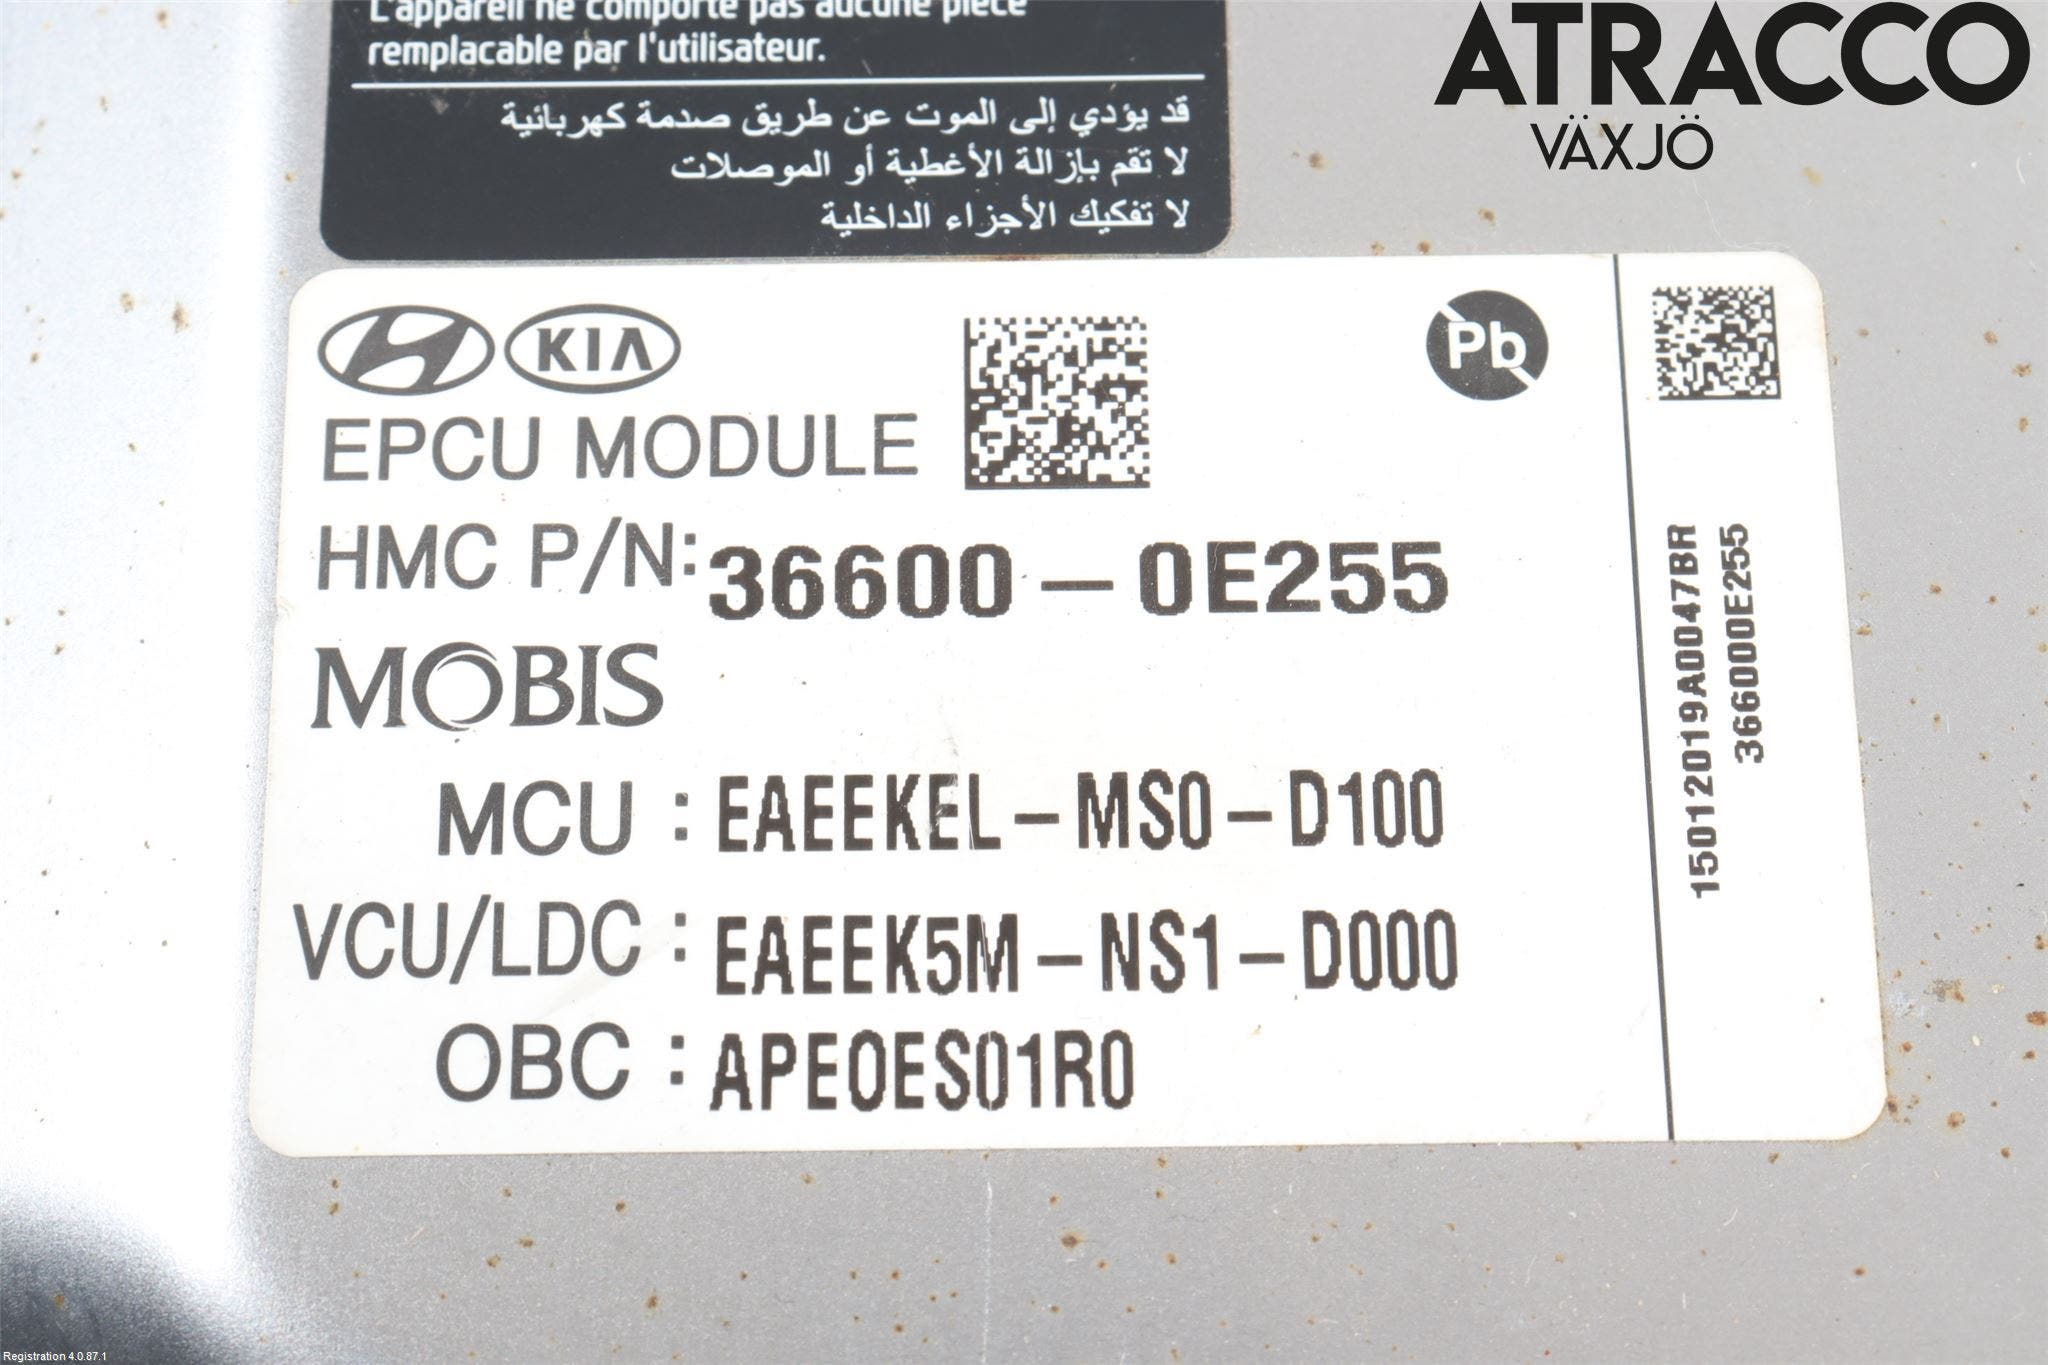 L'appareil ne comporte pas aucune pièce
remplacable par l'utilisateur.
قد يؤدي إلى الموت عن طريق صدمة كهربائية
لا تقم بإزالة الأغطية أو الموصلات
لا تفكيك الأجزاء الداخلية
ATRACCO
VÄXJÖ
KIA
Pb
EPCU MODULE
HMC P/N: 36600-0E255
MOBIS
MCU : EAEEKEL-MS0-D100
VCU/LDC : EAEEK5M-NS1-D000
OBC : APE0ES01R0
15012019A00047BR
366000E255
Registration 4.0.87.1